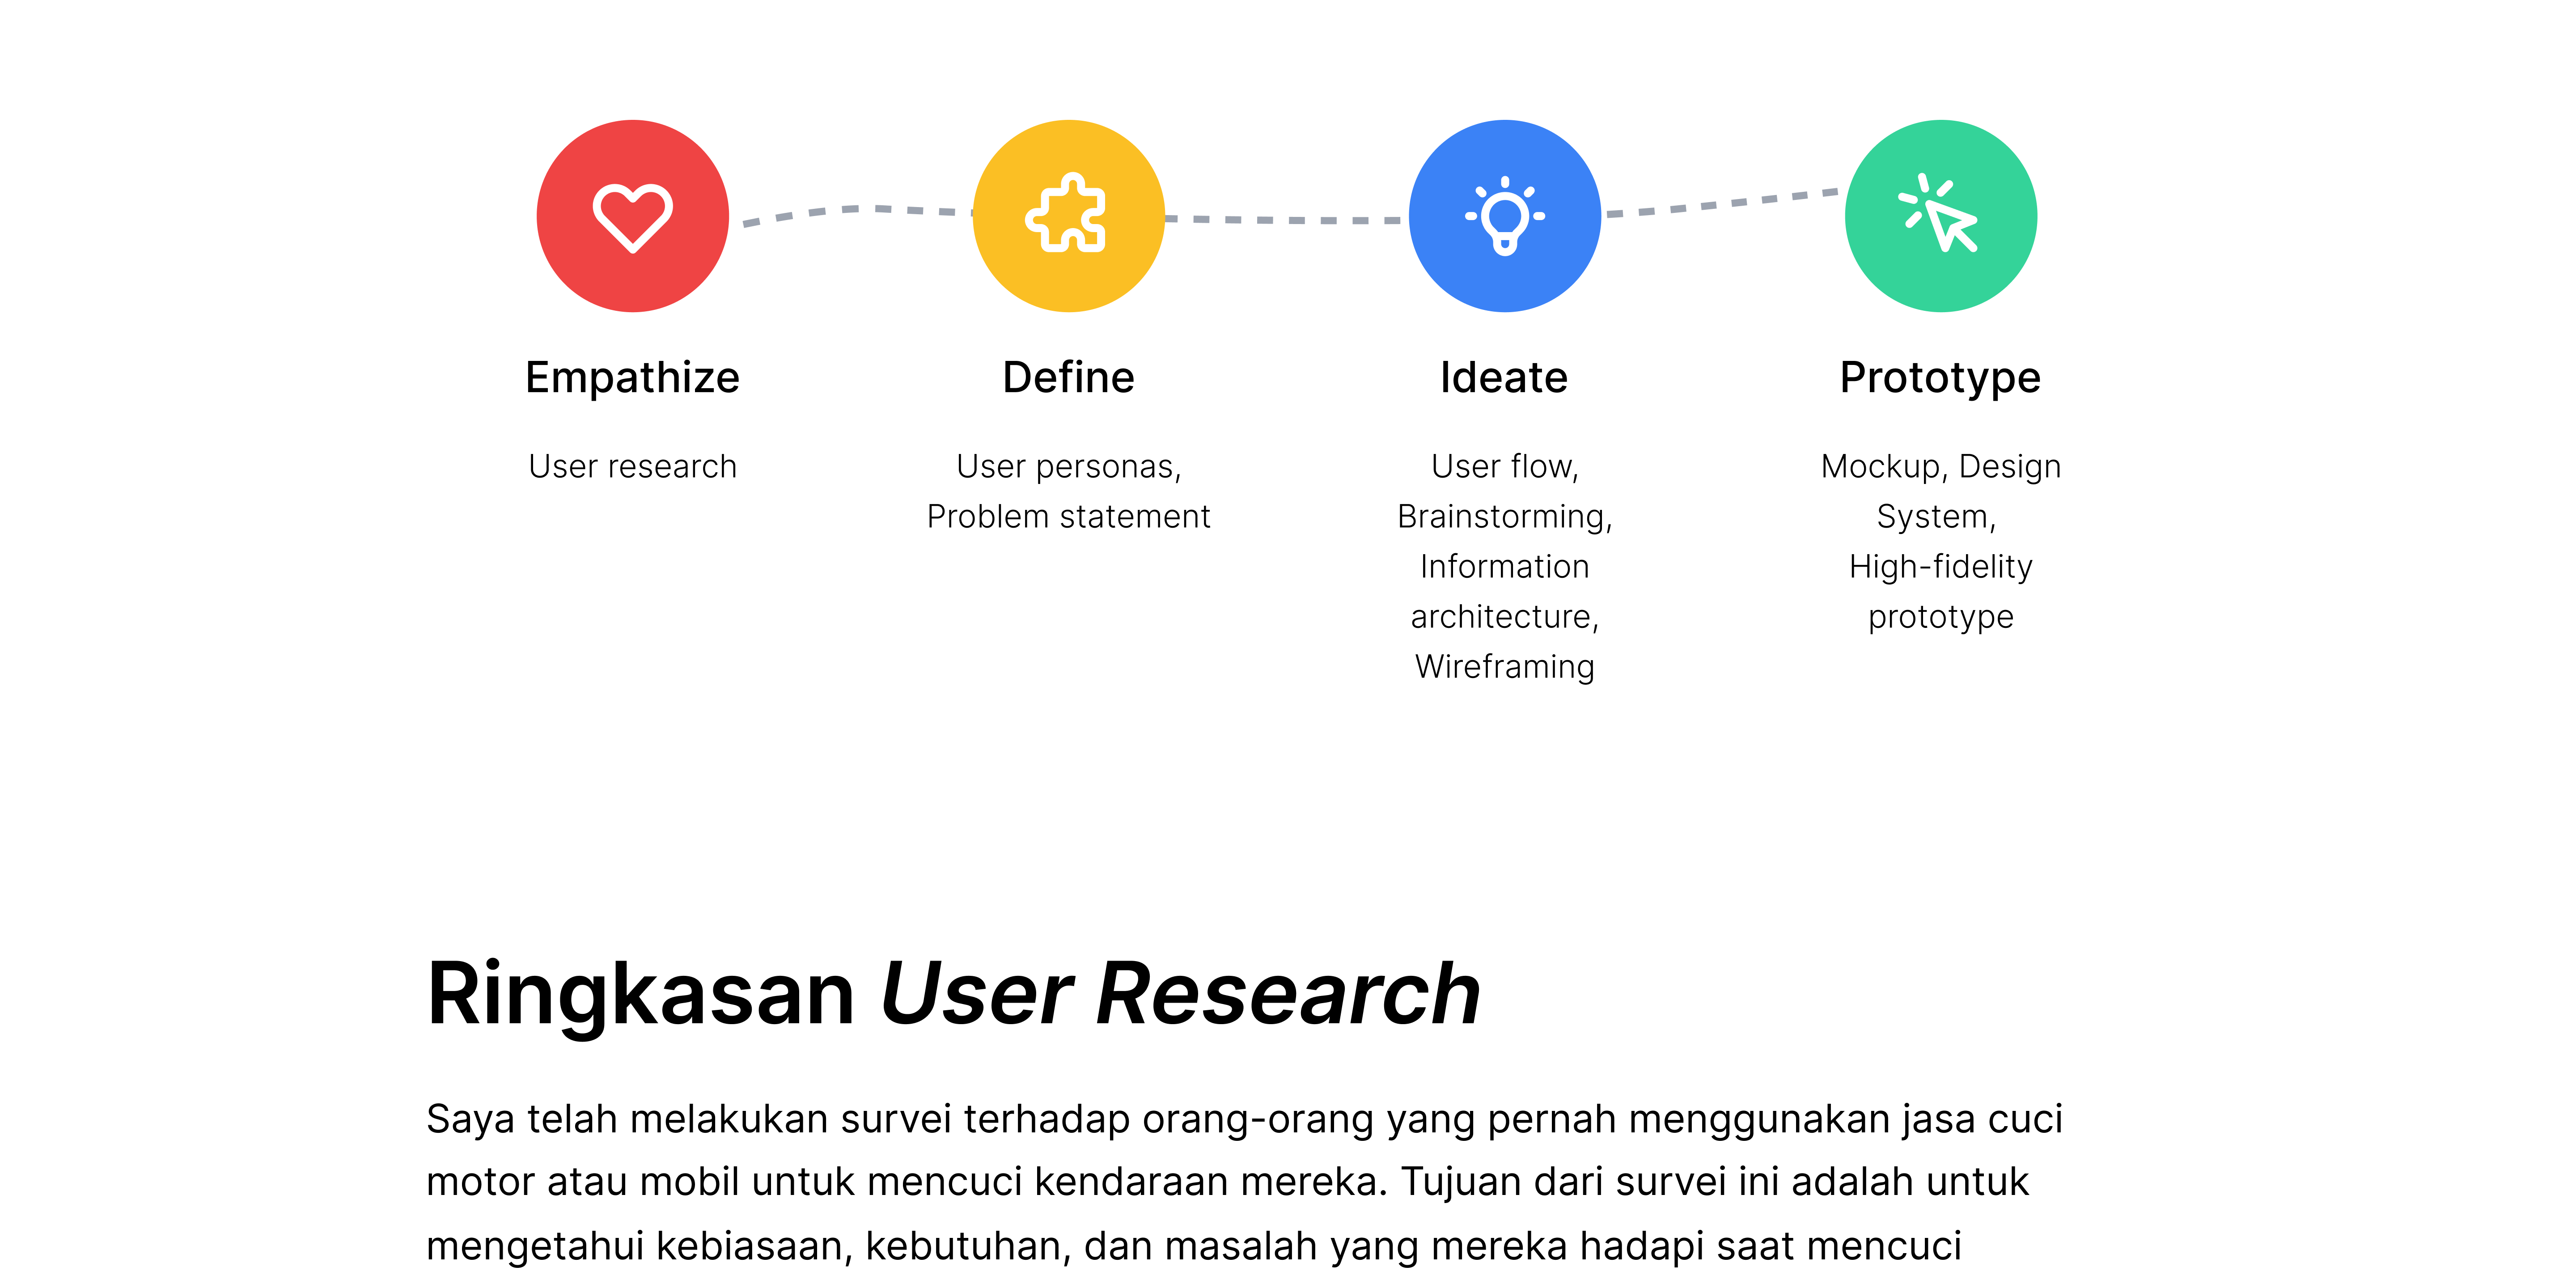 Empathize
User research
Define
User personas,
Problem statement
Ideate
User flow,
Brainstorming,
Information
architecture,
Wireframing
Prototype
Mockup, Design
System,
High-fidelity
prototype
Ringkasan User Research
Saya telah melakukan survei terhadap orang-orang yang pernah menggunakan jasa cuci
motor atau mobil untuk mencuci kendaraan mereka. Tujuan dari survei ini adalah untuk
mengetahui kebiasaan, kebutuhan, dan masalah yang mereka hadapi saat mencuci